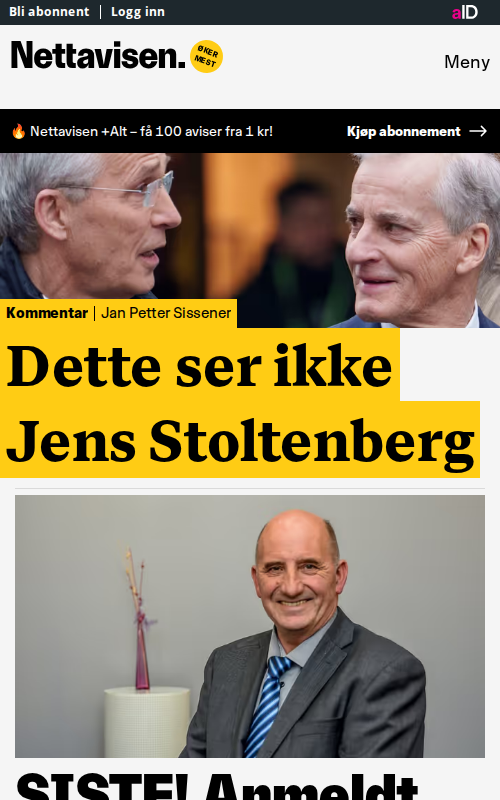 Bli abonnent | Logg inn
aID
Nettavisen.
ØKER
MEST
Meny
🔥 Nettavisen +Alt – få 100 aviser fra 1 kr!
Kjøp abonnement →
Kommentar | Jan Petter Sissener
Dette ser ikke
Jens Stoltenberg
SISTE! Anmeldt